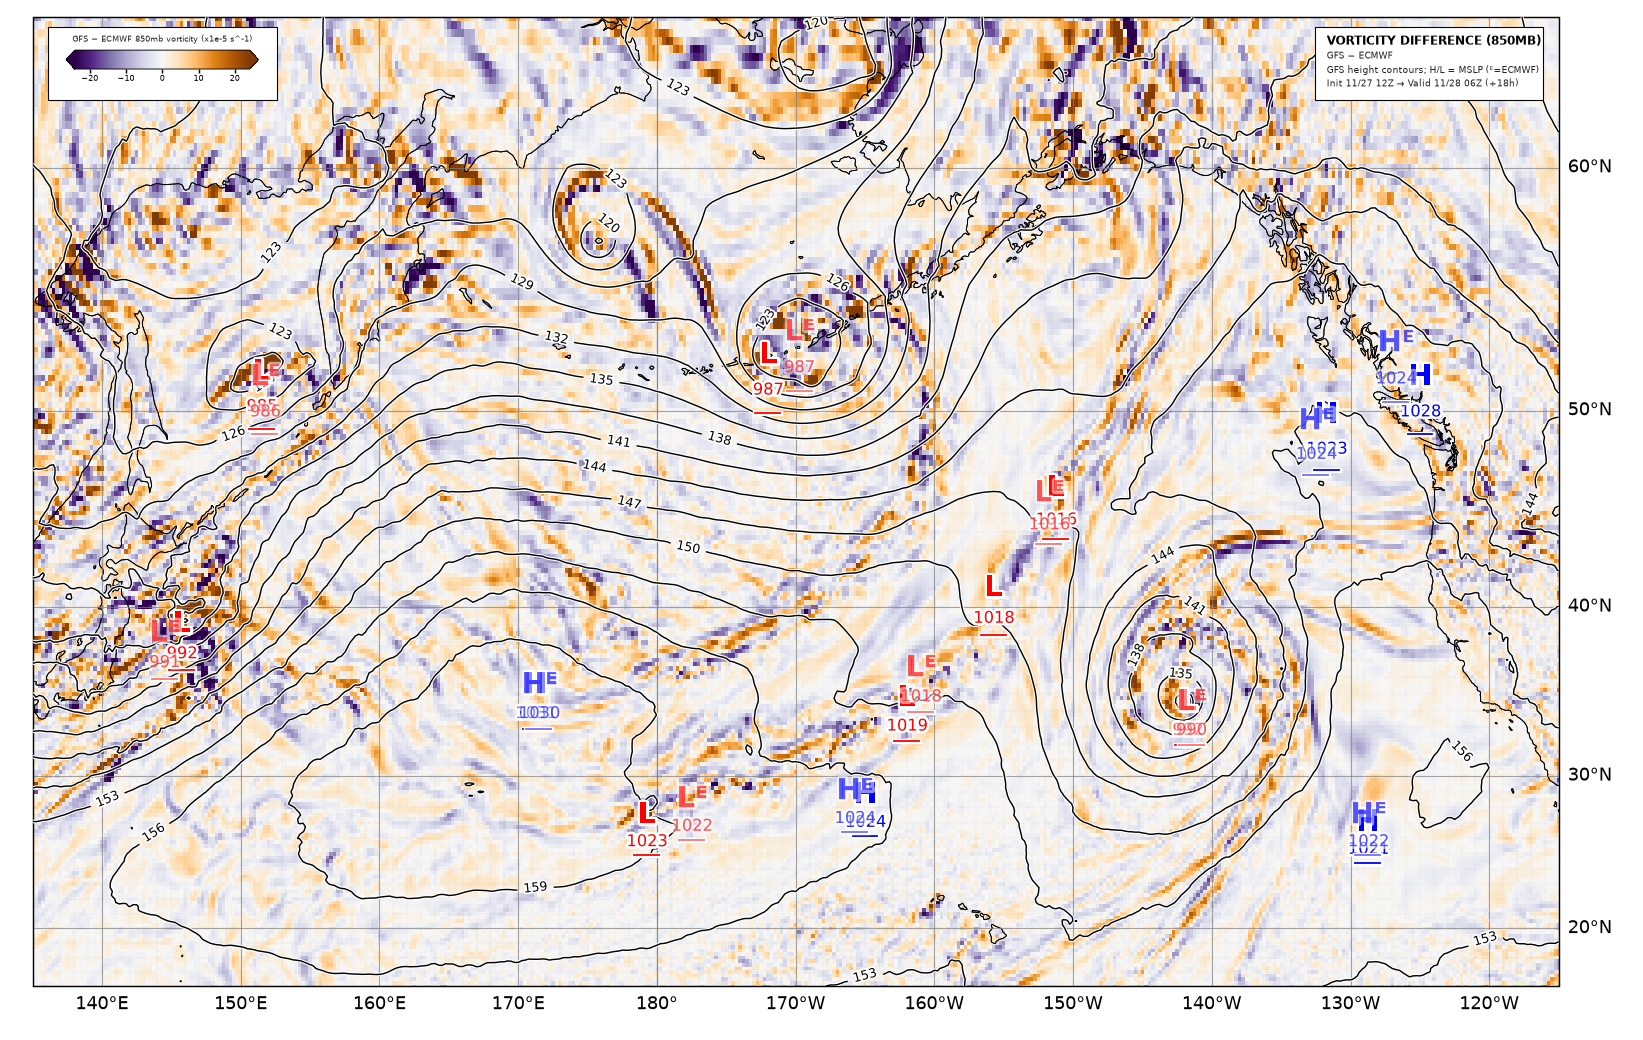 GFS − ECMWF 850mb vorticity (x1e-5 s^-1)
−20 −10 0 10 20
VORTICITY DIFFERENCE (850MB)
GFS − ECMWF
GFS height contours; H/L = MSLP (ᴱ=ECMWF)
Init 11/27 12Z → Valid 11/28 06Z (+18h)
120
123
60°N
123
120
123
129
126
123
123
L E
987
L
987
132
H E
1024
H
1028
135
L E
985
986
50°N
126
138
141
144
H E
1023
1024
147
144
L E
1016
1016
150
144
L
1018
141
40°N
L E
992
991
138
135
L E
1018
L
1019
H E
1030
L E
990
156
30°N
153
156
L E
1022
L
1023
H E
1024
1024
H E
1022
1021
159
20°N
153
153
140°E 150°E 160°E 170°E 180° 170°W 160°W 150°W 140°W 130°W 120°W